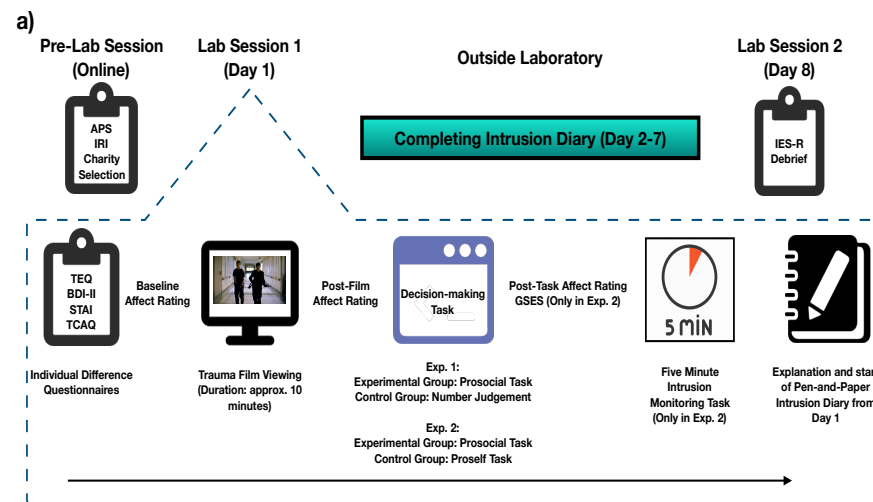 a)
Pre-Lab Session
(Online)
Lab Session 1
(Day 1)
Outside Laboratory
Lab Session 2
(Day 8)
APS
IRI
Charity
Selection
Completing Intrusion Diary (Day 2-7)
IES-R
Debrief
TEQ
BDI-II
STAI
TCAQ
Baseline
Affect Rating
Post-Film
Affect Rating
Decision-making
Task
Post-Task Affect Rating
GSES (Only in Exp. 2)
5 MIN
Individual Difference
Questionnaires
Trauma Film Viewing
(Duration: approx. 10
minutes)
Exp. 1:
Experimental Group: Prosocial Task
Control Group: Number Judgement
Exp. 2:
Experimental Group: Prosocial Task
Control Group: Proself Task
Five Minute
Intrusion
Monitoring Task
(Only in Exp. 2)
Explanation and star
of Pen-and-Paper
Intrusion Diary from
Day 1